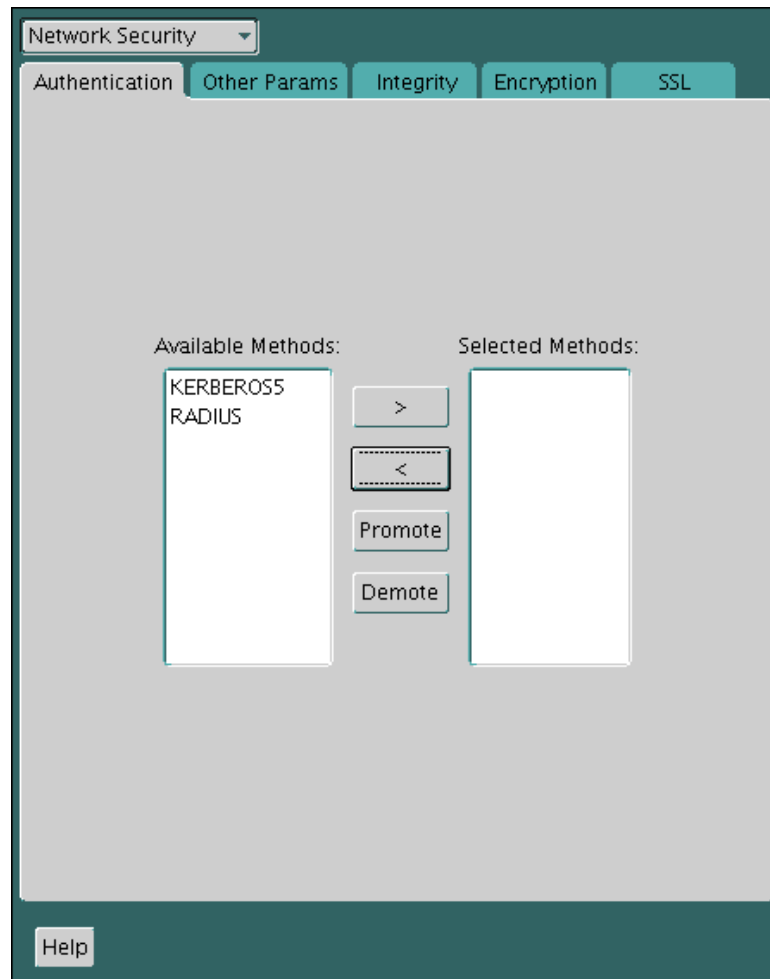 Network Security
Authentication Other Params Integrity Encryption SSL
Available Methods: Selected Methods:
KERBEROS5
RADIUS
>
<
Promote
Demote
Help